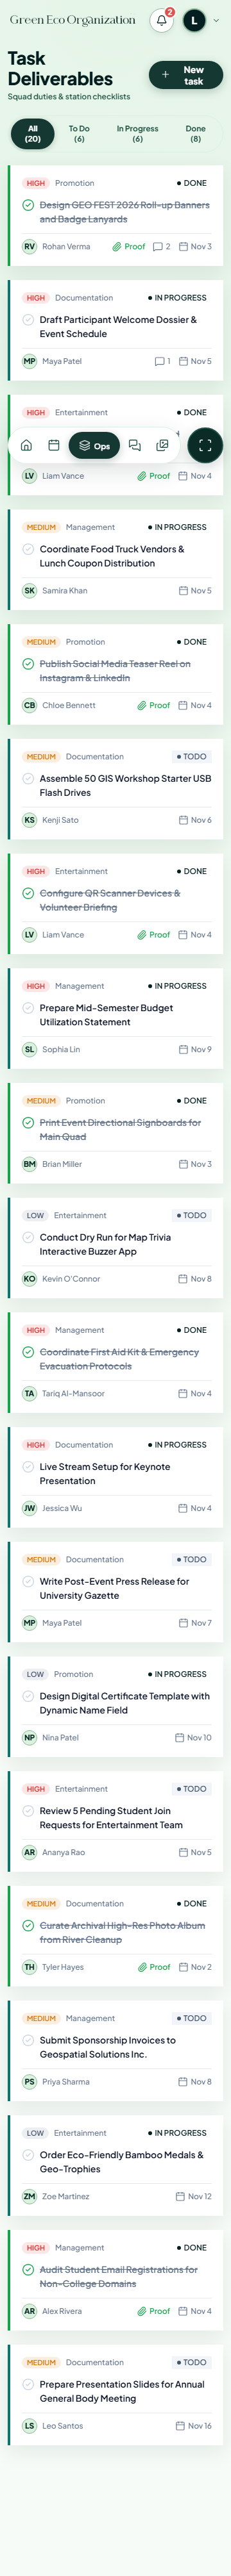 Green Eco Organization
2
L
Task
Deliverables
Squad duties & station checklists
New
task
All
(20)
To Do
(6)
In Progress
(6)
Done
(8)
HIGH Promotion DONE
Design GEO FEST 2026 Roll-up Banners
and Badge Lanyards
RV Rohan Verma Proof 2 Nov 3
HIGH Documentation IN PROGRESS
Draft Participant Welcome Dossier &
Event Schedule
MP Maya Patel 1 Nov 5
HIGH Entertainment DONE
Ops
LV Liam Vance Proof Nov 4
MEDIUM Management IN PROGRESS
Coordinate Food Truck Vendors &
Lunch Coupon Distribution
SK Samira Khan Nov 5
MEDIUM Promotion DONE
Publish Social Media Teaser Reel on
Instagram & LinkedIn
CB Chloe Bennett Proof Nov 4
MEDIUM Documentation TODO
Assemble 50 GIS Workshop Starter USB
Flash Drives
KS Kenji Sato Nov 6
HIGH Entertainment DONE
Configure QR Scanner Devices &
Volunteer Briefing
LV Liam Vance Proof Nov 4
HIGH Management IN PROGRESS
Prepare Mid-Semester Budget
Utilization Statement
SL Sophia Lin Nov 9
MEDIUM Promotion DONE
Print Event Directional Signboards for
Main Quad
BM Brian Miller Nov 3
LOW Entertainment TODO
Conduct Dry Run for Map Trivia
Interactive Buzzer App
KO Kevin O'Connor Nov 8
HIGH Management DONE
Coordinate First Aid Kit & Emergency
Evacuation Protocols
TA Tariq Al-Mansoor Nov 4
HIGH Documentation IN PROGRESS
Live Stream Setup for Keynote
Presentation
JW Jessica Wu Nov 4
MEDIUM Documentation TODO
Write Post-Event Press Release for
University Gazette
MP Maya Patel Nov 7
LOW Promotion IN PROGRESS
Design Digital Certificate Template with
Dynamic Name Field
NP Nina Patel Nov 10
HIGH Entertainment TODO
Review 5 Pending Student Join
Requests for Entertainment Team
AR Ananya Rao Nov 5
MEDIUM Documentation DONE
Curate Archival High-Res Photo Album
from River Cleanup
TH Tyler Hayes Proof Nov 2
MEDIUM Management TODO
Submit Sponsorship Invoices to
Geospatial Solutions Inc.
PS Priya Sharma Nov 8
LOW Entertainment IN PROGRESS
Order Eco-Friendly Bamboo Medals &
Geo-Trophies
ZM Zoe Martinez Nov 12
HIGH Management DONE
Audit Student Email Registrations for
Non-College Domains
AR Alex Rivera Proof Nov 4
MEDIUM Documentation TODO
Prepare Presentation Slides for Annual
General Body Meeting
LS Leo Santos Nov 16